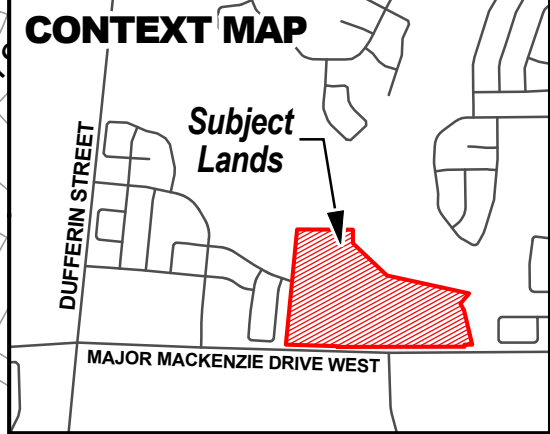 CONTEXT MAP
Subject
Lands
DUFFERIN STREET
MAJOR MACKENZIE DRIVE WEST